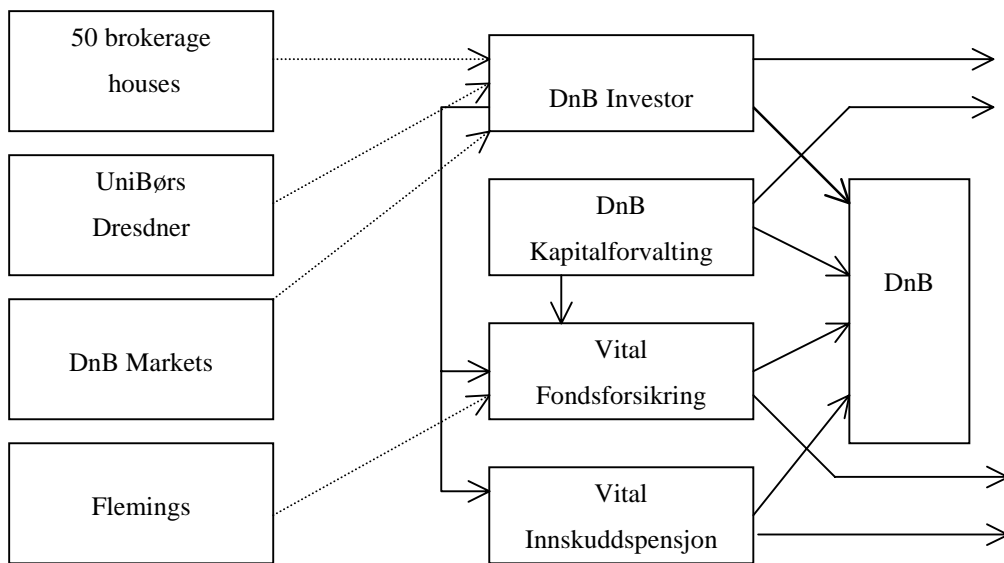 50 brokerage
houses
UniBørs
Dresdner
DnB Markets
Flemings
DnB Investor
DnB
Kapitalforvalting
Vital
Fondsforsikring
Vital
Innskuddspensjon
DnB